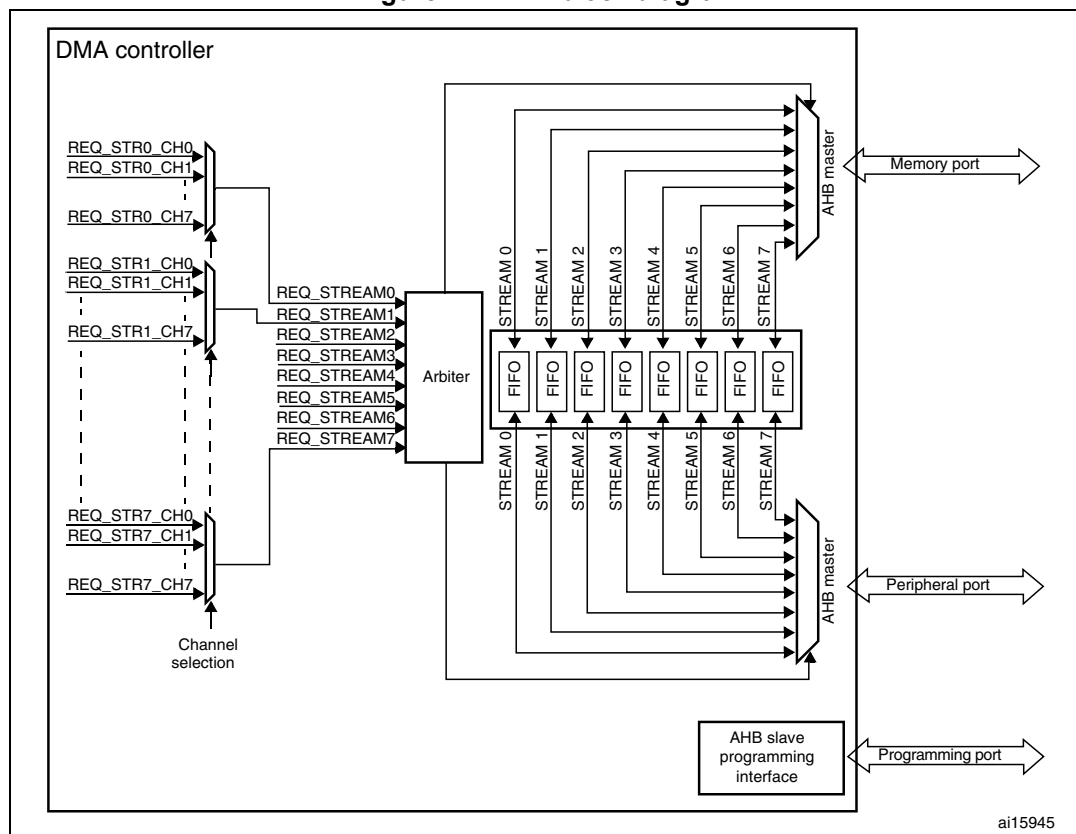 DMA controller
REQ_STR0_CH0
REQ_STR0_CH1
REQ_STR0_CH7
REQ_STR1_CH0
REQ_STR1_CH1
REQ_STR1_CH7
REQ_STR7_CH0
REQ_STR7_CH1
REQ_STR7_CH7
Channel
selection
REQ_STREAM0
REQ_STREAM1
REQ_STREAM2
REQ_STREAM3
REQ_STREAM4
REQ_STREAM5
REQ_STREAM6
REQ_STREAM7
Arbiter
STREAM 0
STREAM 1
STREAM 2
STREAM 3
STREAM 4
STREAM 5
STREAM 6
STREAM 7
FIFO
FIFO
FIFO
FIFO
FIFO
FIFO
FIFO
FIFO
STREAM 0
STREAM 1
STREAM 2
STREAM 3
STREAM 4
STREAM 5
STREAM 6
STREAM 7
AHB master
Memory port
AHB master
Peripheral port
AHB slave
programming
interface
Programming port
ai15945